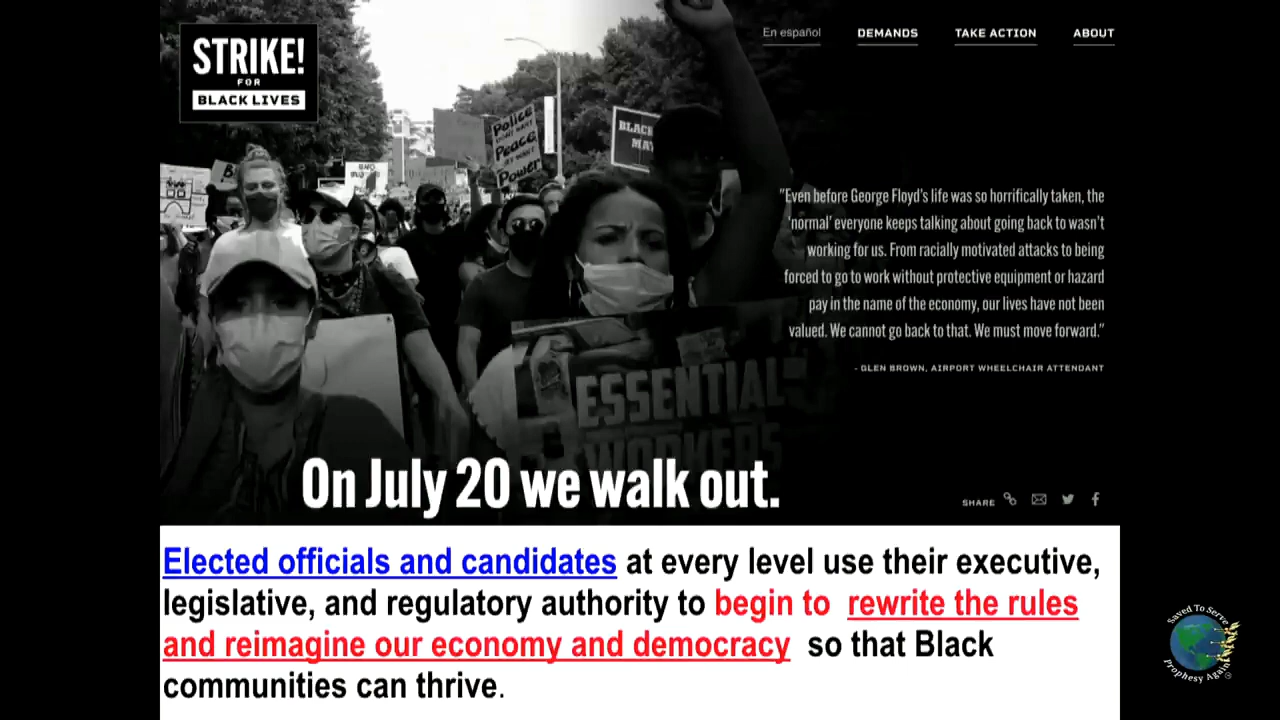 STRIKE!
FOR
BLACK LIVES
En español
DEMANDS
TAKE ACTION
ABOUT
Police
Peace
Power
BLACK
"Even before George Floyd's life was so horrifically taken, the
'normal' everyone keeps talking about going back to wasn't
working for us. From racially motivated attacks to being
forced to go to work without protective equipment or hazard
pay in the name of the economy, our lives have not been
valued. We cannot go back to that. We must move forward."
- GLEN BROWN, AIRPORT WHEELCHAIR ATTENDANT
ESSENTIAL
WORKERS
On July 20 we walk out.
SHARE
Elected officials and candidates at every level use their executive,
legislative, and regulatory authority to begin to rewrite the rules
and reimagine our economy and democracy so that Black
communities can thrive.
Saved To Serve
Prophesy Again